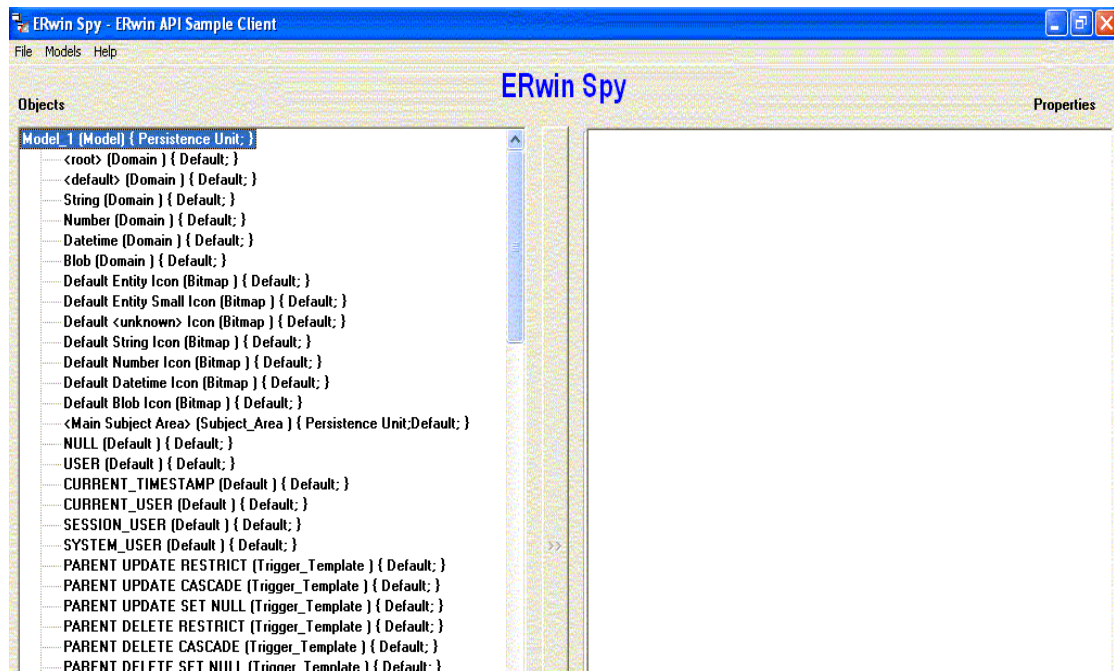 ERwin Spy - ERwin API Sample Client
File Models Help
ERwin Spy
Objects
Properties
Model_1 (Model) { Persistence Unit; }
<root> (Domain ) { Default; }
<default> (Domain ) { Default; }
String (Domain ) { Default; }
Number (Domain ) { Default; }
Datetime (Domain ) { Default; }
Blob (Domain ) { Default; }
Default Entity Icon (Bitmap ) { Default; }
Default Entity Small Icon (Bitmap ) { Default; }
Default <unknown> Icon (Bitmap ) { Default; }
Default String Icon (Bitmap ) { Default; }
Default Number Icon (Bitmap ) { Default; }
Default Datetime Icon (Bitmap ) { Default; }
Default Blob Icon (Bitmap ) { Default; }
<Main Subject Area> (Subject_Area ) { Persistence Unit;Default; }
NULL (Default ) { Default; }
USER (Default ) { Default; }
CURRENT_TIMESTAMP (Default ) { Default; }
CURRENT_USER (Default ) { Default; }
SESSION_USER (Default ) { Default; }
SYSTEM_USER (Default ) { Default; }
>>
PARENT UPDATE RESTRICT (Trigger_Template ) { Default; }
PARENT UPDATE CASCADE (Trigger_Template ) { Default; }
PARENT UPDATE SET NULL (Trigger_Template ) { Default; }
PARENT DELETE RESTRICT (Trigger_Template ) { Default; }
PARENT DELETE CASCADE (Trigger_Template ) { Default; }
PARENT DELETE SET NULL (Trigger_Template ) { Default; }